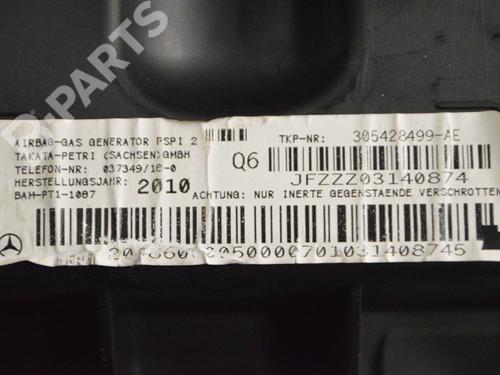 B-PARTS
AIRBAG-GAS GENERATOR PSPI 2
TAKATA-PETRI (SACHSEN)GMBH
TELEFON-NR: 037349/18-0
HERSTELLUNGSJAHR: 2010
BAM-PT1-1087
Q6
TKP-NR: 305428499-AE
JFZZZ03140874
ACHTUNG: NUR INERTE GEGENSTAENDE VERSCHROTTEN